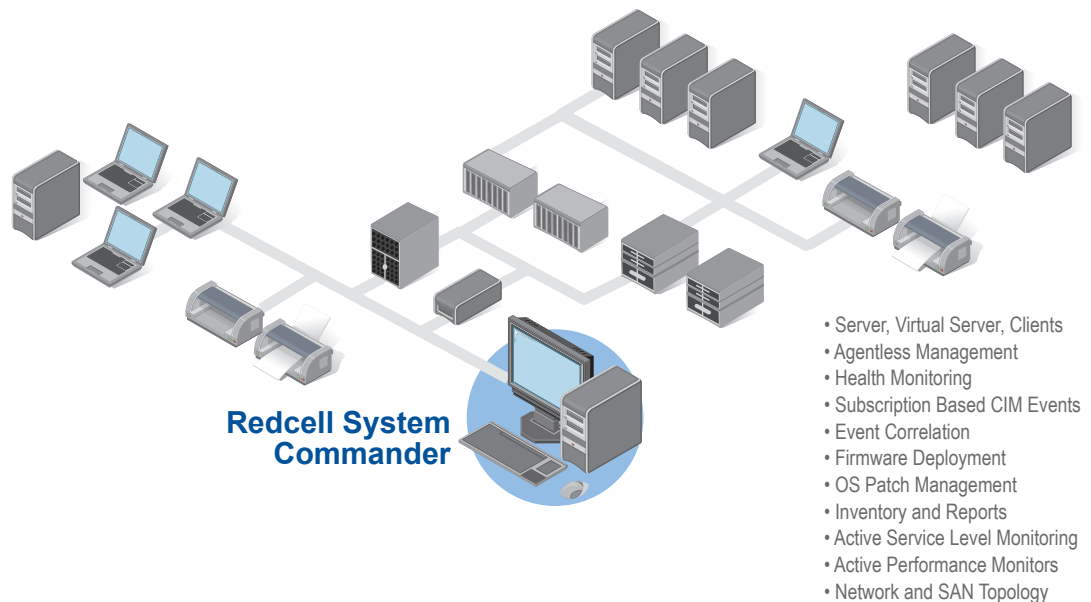 Redcell System
Commander
• Server, Virtual Server, Clients
• Agentless Management
• Health Monitoring
• Subscription Based CIM Events
• Event Correlation
• Firmware Deployment
• OS Patch Management
• Inventory and Reports
• Active Service Level Monitoring
• Active Performance Monitors
• Network and SAN Topology